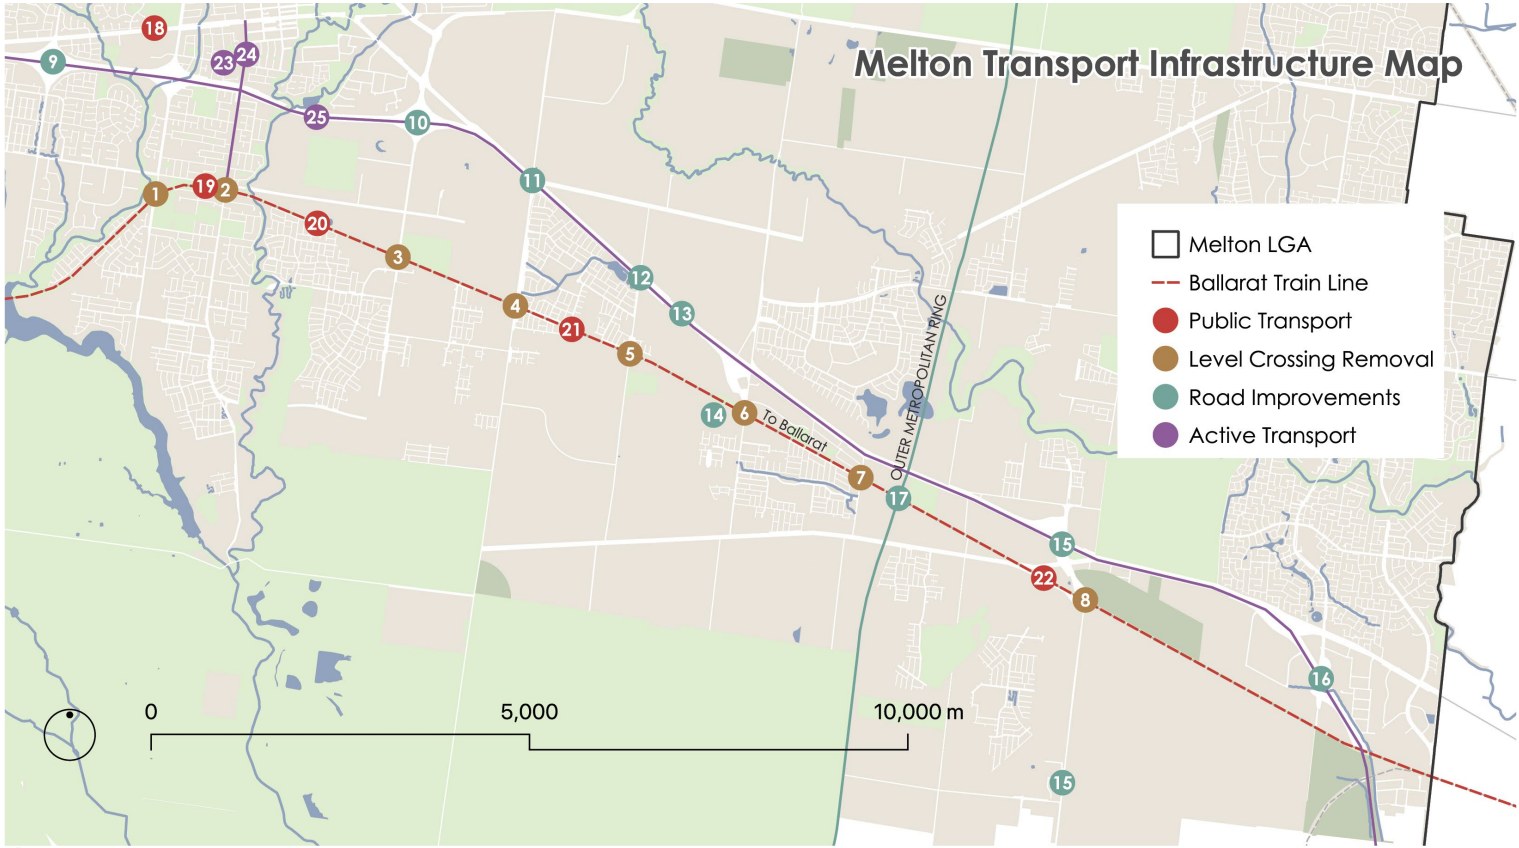 18
Melton Transport Infrastructure Map
9
23
24
25
10
11
1
19
2
20
3
12
13
4
21
5
14
6
To Ballarat
OUTER METROPOLITAN RING
7
17
15
22
8
16
15
Melton LGA
Ballarat Train Line
Public Transport
Level Crossing Removal
Road Improvements
Active Transport
0 5,000 10,000 m